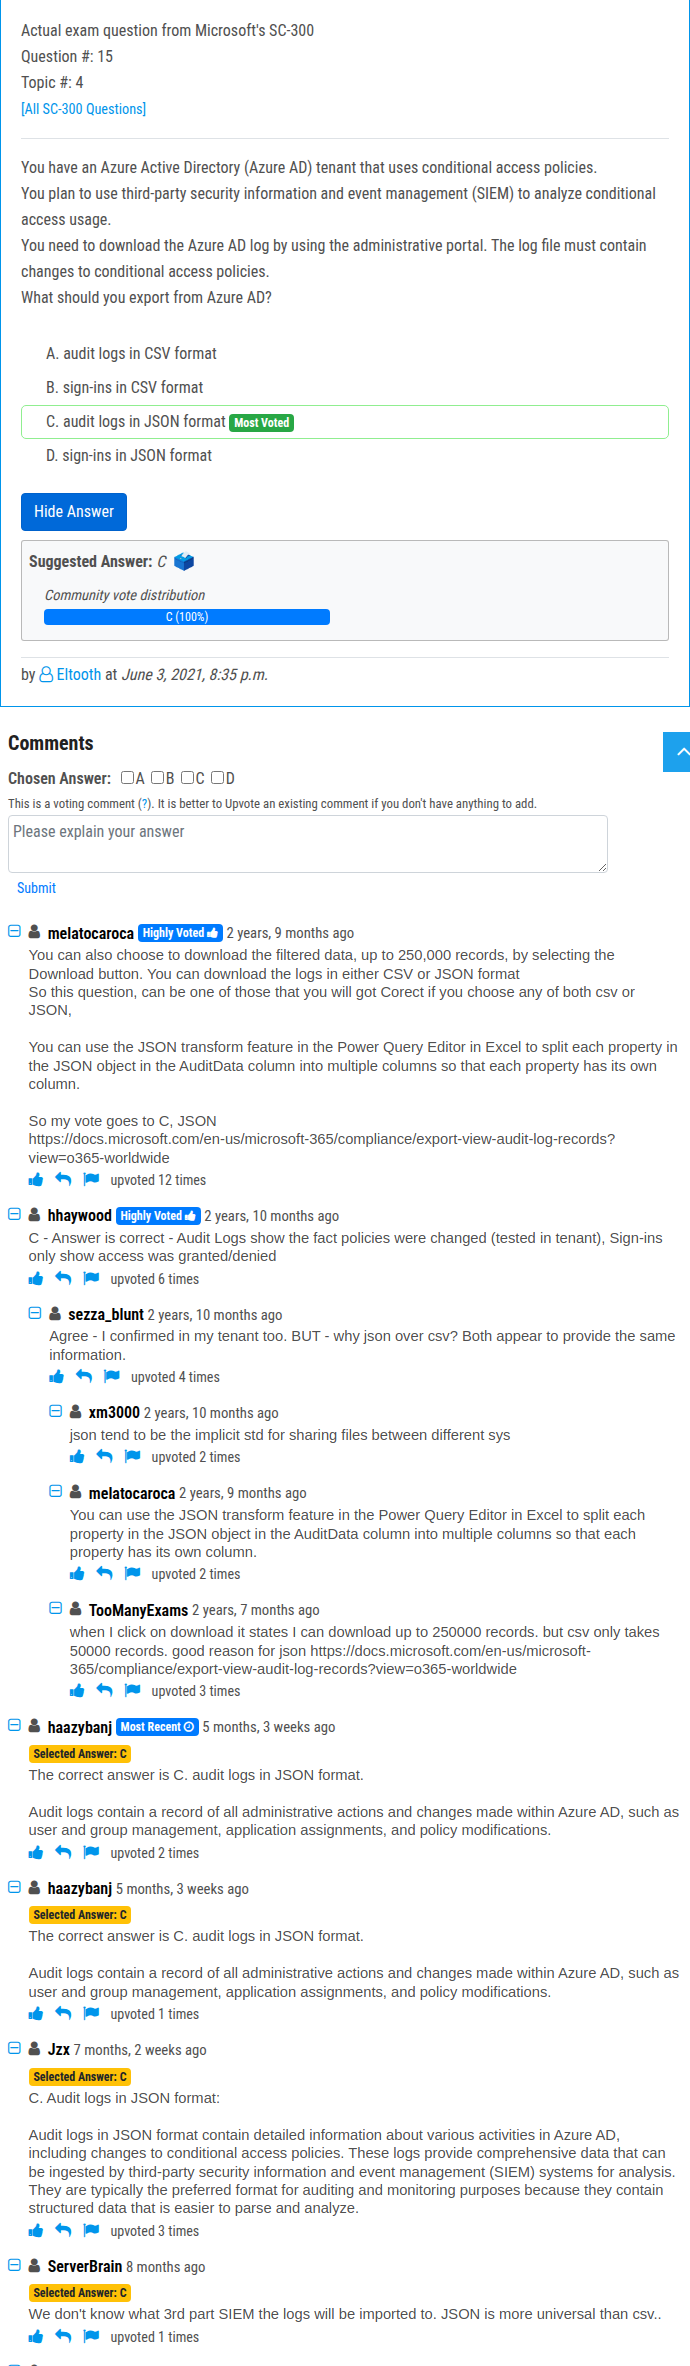 Actual exam question from Microsoft's SC-300
Question #: 15
Topic #: 4
[All SC-300 Questions]
You have an Azure Active Directory (Azure AD) tenant that uses conditional access policies.
You plan to use third-party security information and event management (SIEM) to analyze conditional
access usage.
You need to download the Azure AD log by using the administrative portal. The log file must contain
changes to conditional access policies.
What should you export from Azure AD?
A. audit logs in CSV format
B. sign-ins in CSV format
C. audit logs in JSON format Most Voted
D. sign-ins in JSON format
Hide Answer
Suggested Answer: C
Community vote distribution
C (100%)
by Eltooth at June 3, 2021, 8:35 p.m.
Comments
Chosen Answer: A B C D
This is a voting comment (?). It is better to Upvote an existing comment if you don't have anything to add.
Please explain your answer
Submit
melatocaroca Highly Voted 2 years, 9 months ago
You can also choose to download the filtered data, up to 250,000 records, by selecting the
Download button. You can download the logs in either CSV or JSON format
So this question, can be one of those that you will got Corect if you choose any of both csv or
JSON,
You can use the JSON transform feature in the Power Query Editor in Excel to split each property in
the JSON object in the AuditData column into multiple columns so that each property has its own
column.
So my vote goes to C, JSON
https://docs.microsoft.com/en-us/microsoft-365/compliance/export-view-audit-log-records?
view=o365-worldwide
upvoted 12 times
hhaywood Highly Voted 2 years, 10 months ago
C - Answer is correct - Audit Logs show the fact policies were changed (tested in tenant), Sign-ins
only show access was granted/denied
upvoted 6 times
sezza_blunt 2 years, 10 months ago
Agree - I confirmed in my tenant too. BUT - why json over csv? Both appear to provide the same
information.
upvoted 4 times
xm3000 2 years, 10 months ago
json tend to be the implicit std for sharing files between different sys
upvoted 2 times
melatocaroca 2 years, 9 months ago
You can use the JSON transform feature in the Power Query Editor in Excel to split each
property in the JSON object in the AuditData column into multiple columns so that each
property has its own column.
upvoted 2 times
TooManyExams 2 years, 7 months ago
when I click on download it states I can download up to 250000 records. but csv only takes
50000 records. good reason for json https://docs.microsoft.com/en-us/microsoft-
365/compliance/export-view-audit-log-records?view=o365-worldwide
upvoted 3 times
haazybanj Most Recent 5 months, 3 weeks ago
Selected Answer: C
The correct answer is C. audit logs in JSON format.
Audit logs contain a record of all administrative actions and changes made within Azure AD, such as
user and group management, application assignments, and policy modifications.
upvoted 2 times
haazybanj 5 months, 3 weeks ago
Selected Answer: C
The correct answer is C. audit logs in JSON format.
Audit logs contain a record of all administrative actions and changes made within Azure AD, such as
user and group management, application assignments, and policy modifications.
upvoted 1 times
Jzx 7 months, 2 weeks ago
Selected Answer: C
C. Audit logs in JSON format:
Audit logs in JSON format contain detailed information about various activities in Azure AD,
including changes to conditional access policies. These logs provide comprehensive data that can
be ingested by third-party security information and event management (SIEM) systems for analysis.
They are typically the preferred format for auditing and monitoring purposes because they contain
structured data that is easier to parse and analyze.
upvoted 3 times
ServerBrain 8 months ago
Selected Answer: C
We don't know what 3rd part SIEM the logs will be imported to. JSON is more universal than csv..
upvoted 1 times